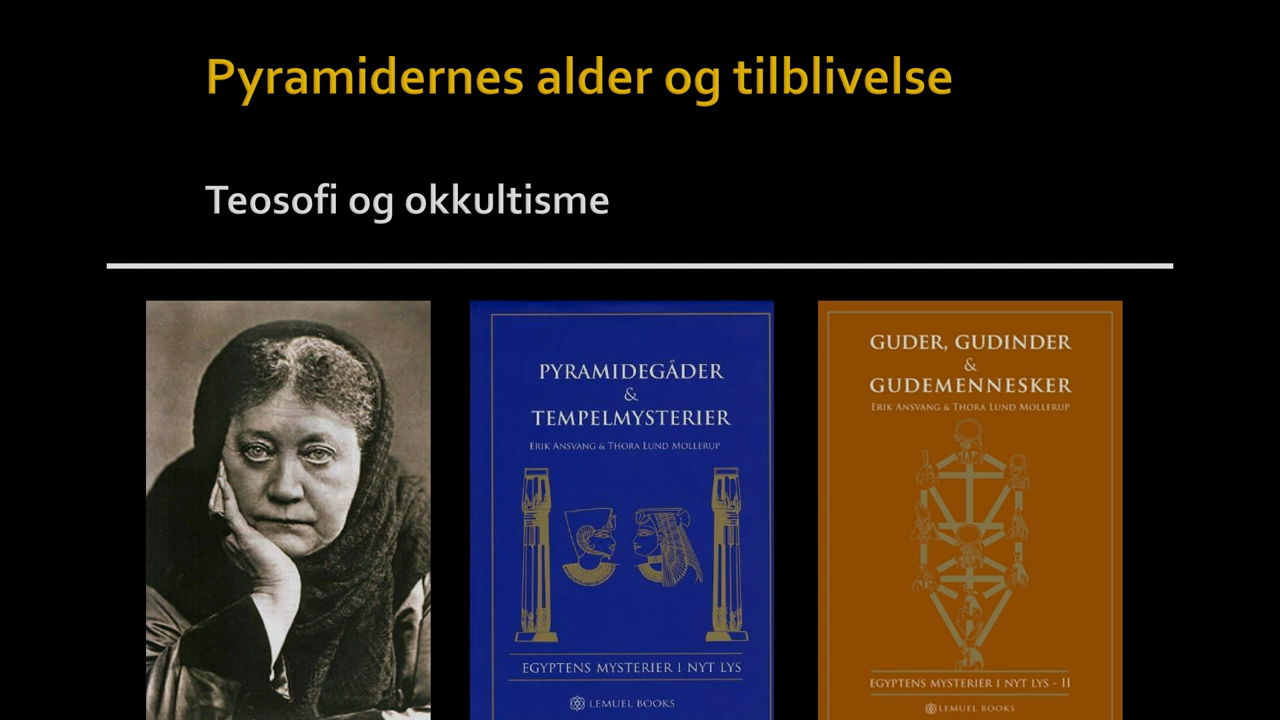 Pyramidernes alder og tilblivelse
Teosofi og okkultisme
PYRAMIDEGÅDER
&
TEMPELMYSTERIER
ERIK ANSVANG & THORA LUND MOLLERUP
EGYPTENS MYSTERIER I NYT LYS
LEMUEL BOOKS
GUDER, GUDINDER
&
GUDEMENNESKER
ERIK ANSVANG & THORA LUND MOLLERUP
EGYPTENS MYSTERIER I NYT LYS - II
LEMUEL BOOKS